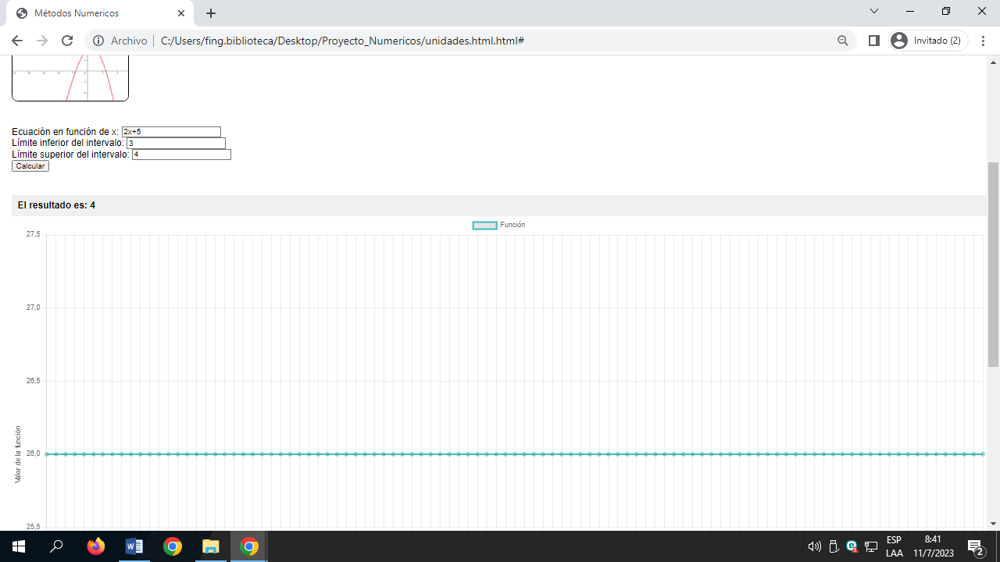 Métodos Numericos
Archivo
C:/Users/fing.biblioteca/Desktop/Proyecto_Numericos/unidades.html.html#
Invitado (2)
Ecuación en función de x: 2x+5
Límite inferior del intervalo: 3
Límite superior del intervalo: 4
Calcular
El resultado es: 4
Función
27,5
27,0
26,5
26,0
25,5
Valor de la función
ESP
LAA
8:41
11/7/2023
2